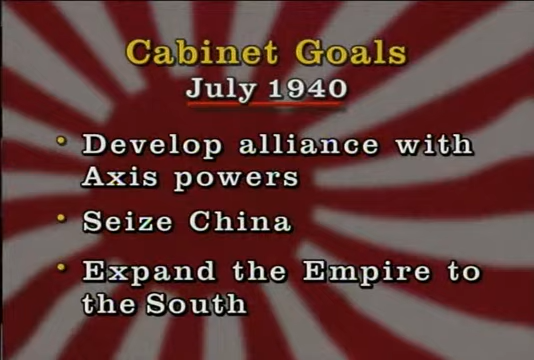 Cabinet Goals
July 1940
• Develop alliance with
Axis powers
• Seize China
• Expand the Empire to
the South